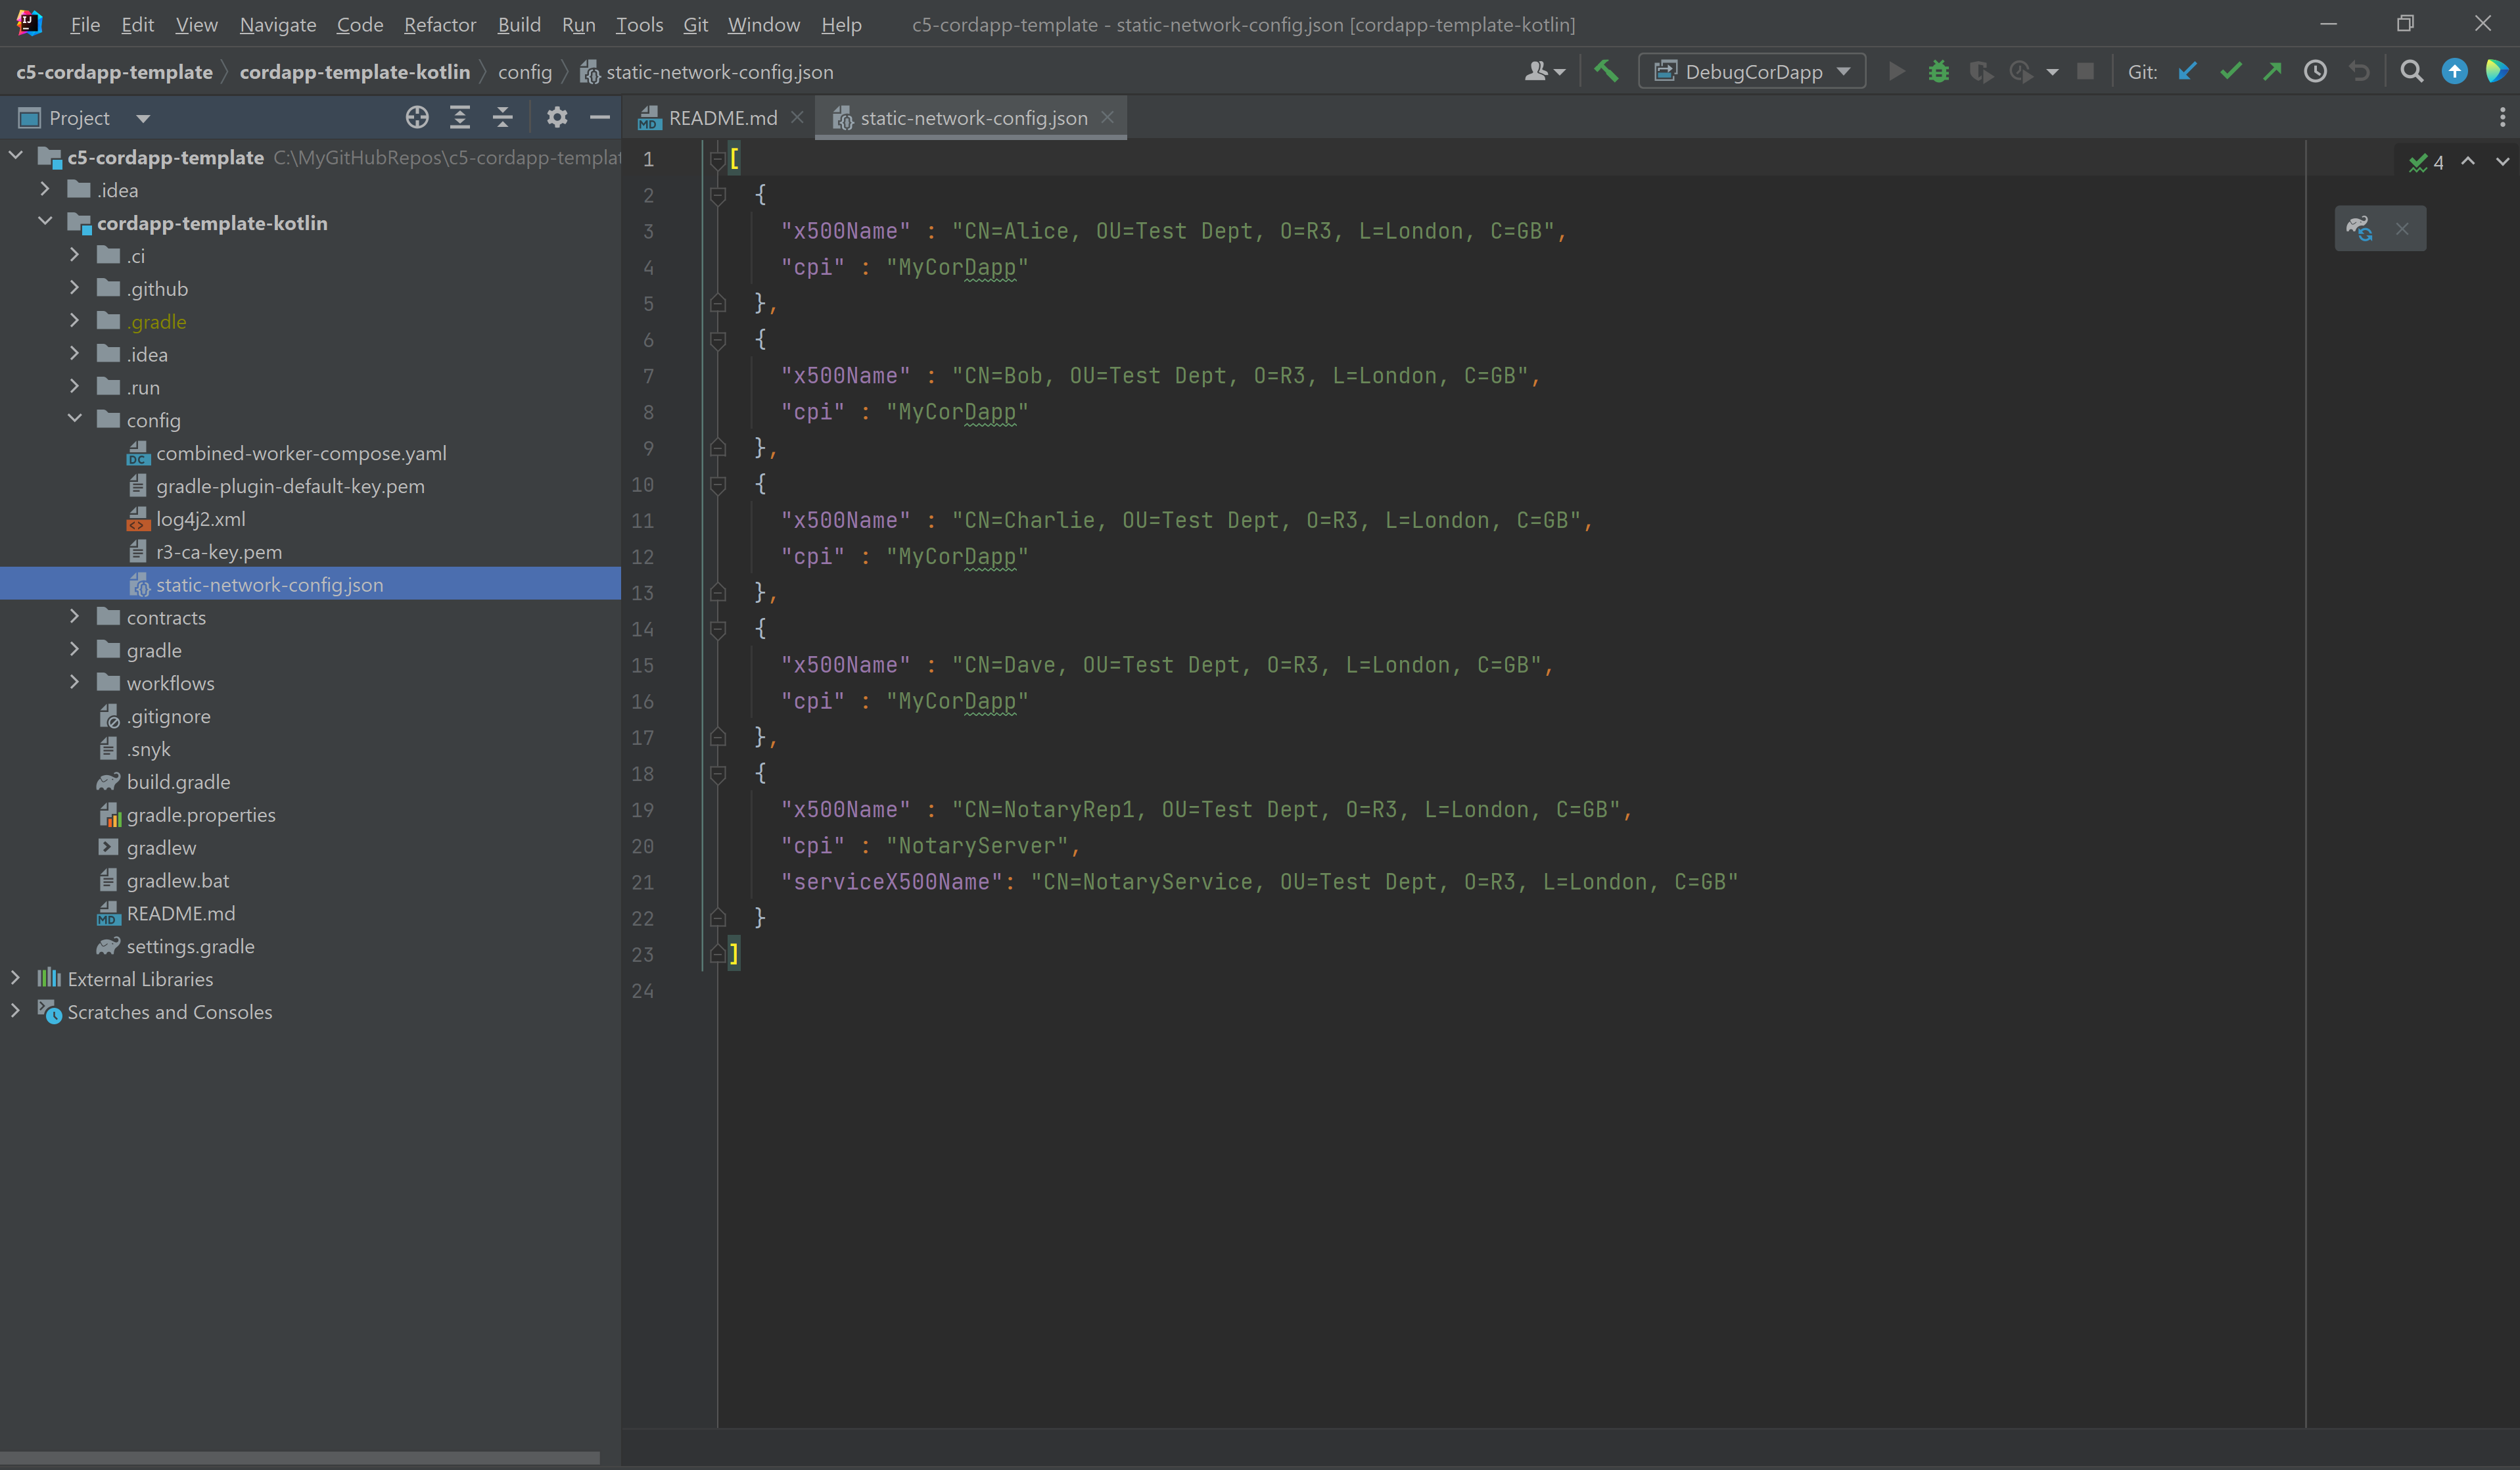 File Edit View Navigate Code Refactor Build Run Tools Git Window Help c5-cordapp-template - static-network-config.json [cordapp-template-kotlin]
c5-cordapp-template cordapp-template-kotlin config static-network-config.json DebugCorDapp Git:
Project
README.md static-network-config.json
c5-cordapp-template C:\MyGitHubRepos\c5-cordapp-templat
.idea
cordapp-template-kotlin
.ci
.github
.gradle
.idea
.run
config
combined-worker-compose.yaml
gradle-plugin-default-key.pem
log4j2.xml
r3-ca-key.pem
static-network-config.json
contracts
gradle
workflows
.gitignore
.snyk
build.gradle
gradle.properties
gradlew
gradlew.bat
README.md
settings.gradle
External Libraries
Scratches and Consoles
1 [
2 {
3 "x500Name" : "CN=Alice, OU=Test Dept, O=R3, L=London, C=GB",
4 "cpi" : "MyCorDapp"
5 },
6 {
7 "x500Name" : "CN=Bob, OU=Test Dept, O=R3, L=London, C=GB",
8 "cpi" : "MyCorDapp"
9 },
10 {
11 "x500Name" : "CN=Charlie, OU=Test Dept, O=R3, L=London, C=GB",
12 "cpi" : "MyCorDapp"
13 },
14 {
15 "x500Name" : "CN=Dave, OU=Test Dept, O=R3, L=London, C=GB",
16 "cpi" : "MyCorDapp"
17 },
18 {
19 "x500Name" : "CN=NotaryRep1, OU=Test Dept, O=R3, L=London, C=GB",
20 "cpi" : "NotaryServer",
21 "serviceX500Name": "CN=NotaryService, OU=Test Dept, O=R3, L=London, C=GB"
22 }
23 ]
24
4